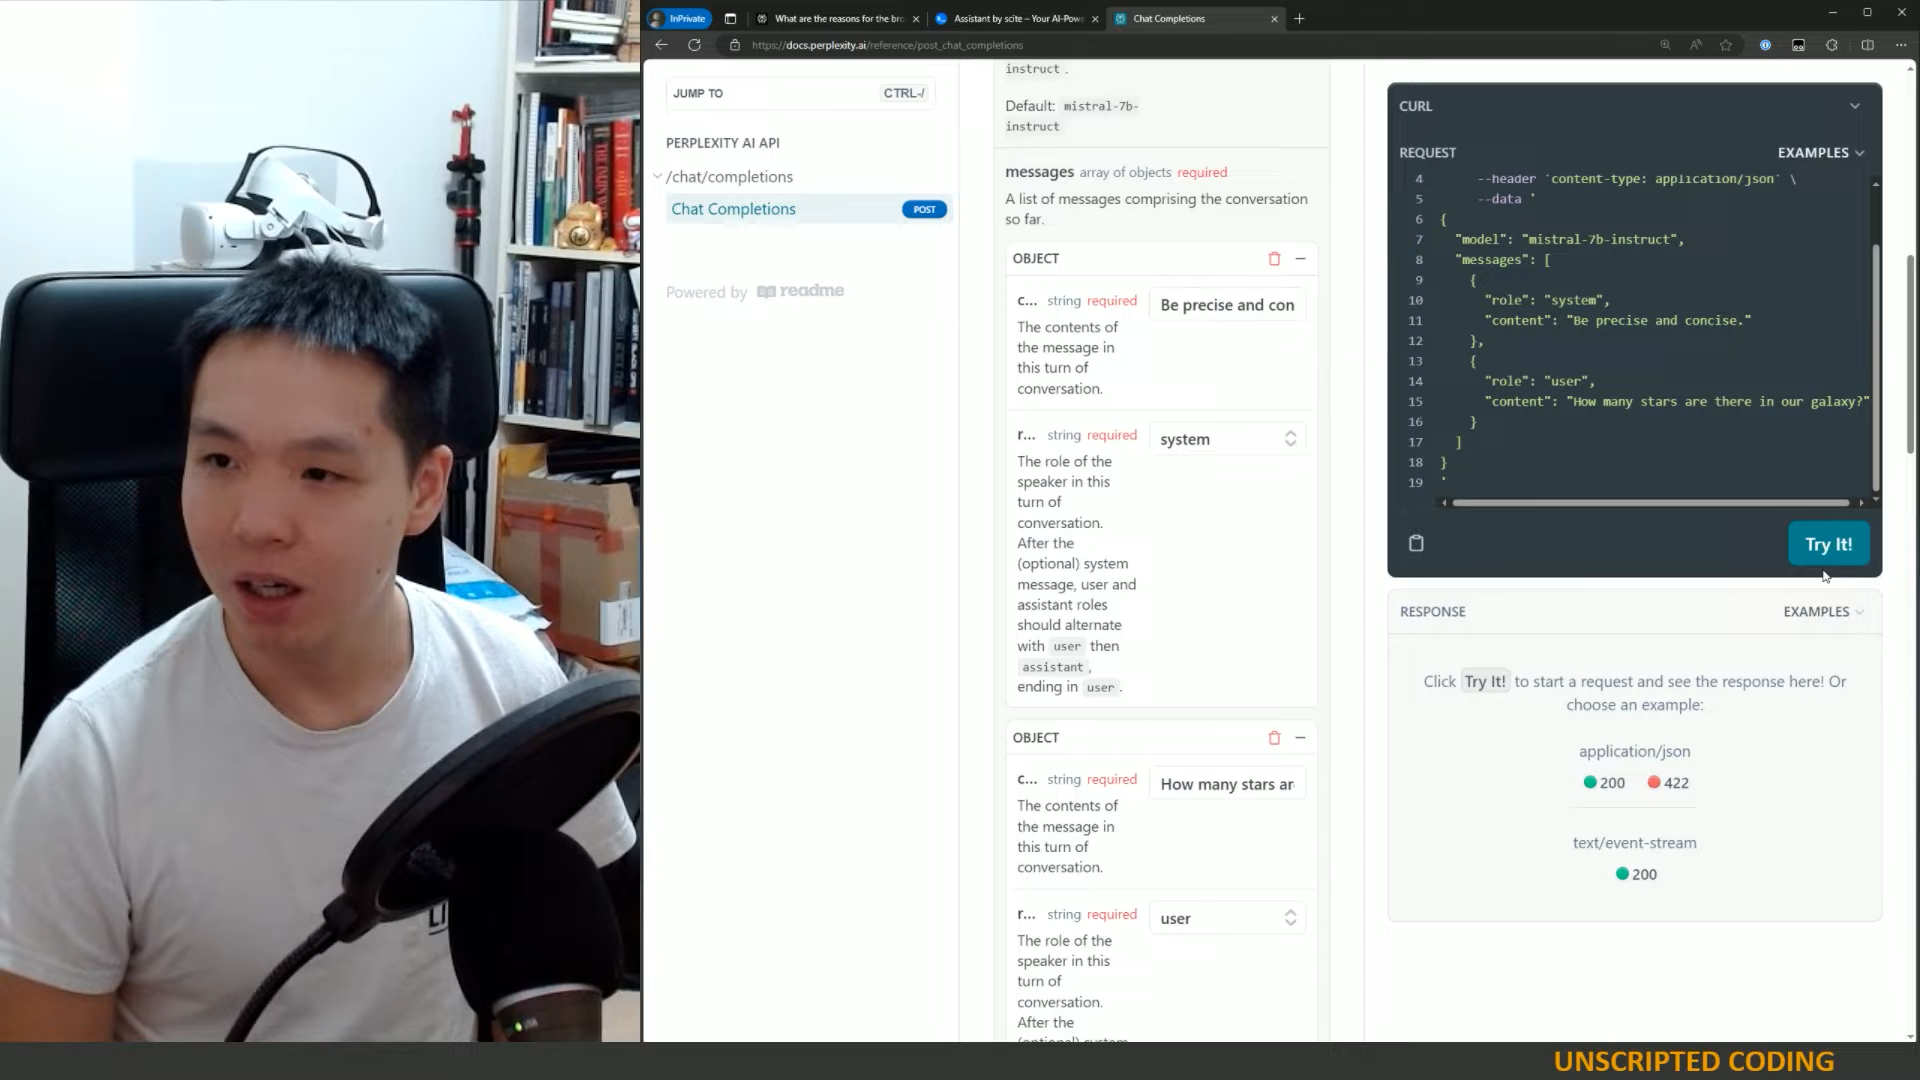 InPrivate
What are the reasons for the bro
Assistant by scite – Your AI-Pow
Chat Completions
https://docs.perplexity.ai/reference/post_chat_completions
JUMP TO
CTRL-/
PERPLEXITY AI API
/chat/completions
Chat Completions
POST
Powered by readme
instruct .
Default: mistral-7b-
instruct
messages array of objects required
A list of messages comprising the conversation
so far.
OBJECT
c... string required
Be precise and con
The contents of
the message in
this turn of
conversation.
r... string required
system
The role of the
speaker in this
turn of
conversation.
After the
(optional) system
message, user and
assistant roles
should alternate
with user then
assistant ,
ending in user .
OBJECT
c... string required
How many stars ar
The contents of
the message in
this turn of
conversation.
r... string required
user
The role of the
speaker in this
turn of
conversation.
After the
(optional) system
CURL
REQUEST
EXAMPLES
4 --header 'content-type: application/json' \
5 --data '
6 {
7 "model": "mistral-7b-instruct",
8 "messages": [
9 {
10 "role": "system",
11 "content": "Be precise and concise."
12 },
13 {
14 "role": "user",
15 "content": "How many stars are there in our galaxy?"
16 }
17 ]
18 }
19 '
Try It!
RESPONSE
EXAMPLES
Click Try It! to start a request and see the response here! Or
choose an example:
application/json
200 422
text/event-stream
200
UNSCRIPTED CODING